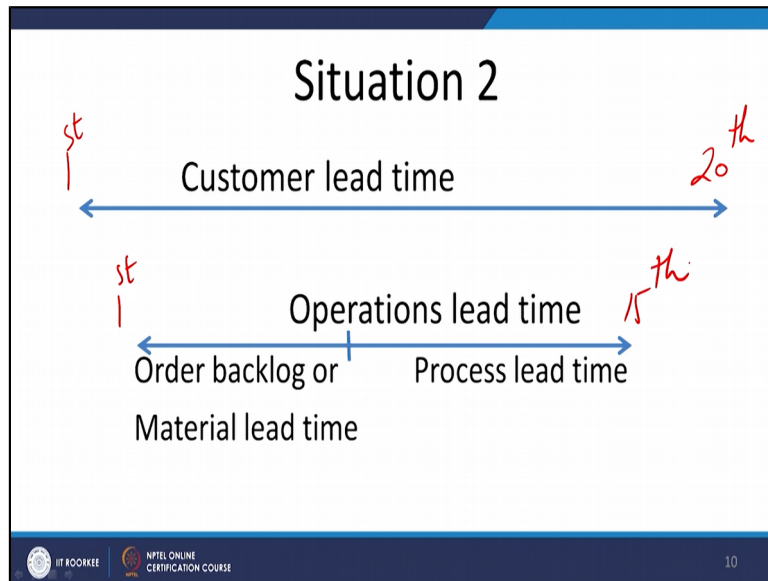 Situation 2
1st
20th
Customer lead time
1st
15th
Operations lead time
Order backlog or
Process lead time
Material lead time
IIT ROORKEE
NPTEL
NPTEL ONLINE
CERTIFICATION COURSE
10